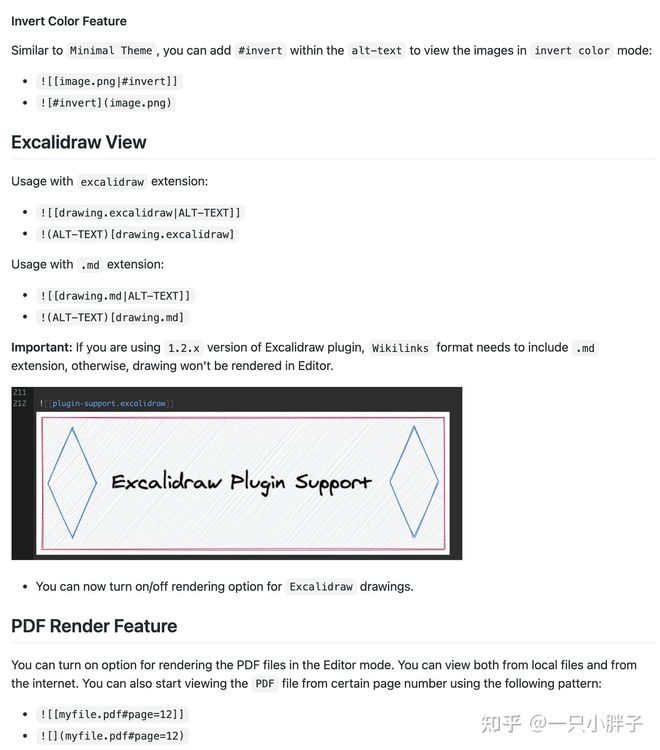 Invert Color Feature
Similar to Minimal Theme, you can add #invert within the alt-text to view the images in invert color mode:
• ![[image.png|#invert]]
• ![#invert](image.png)
Excalidraw View
Usage with excalidraw extension:
• ![[drawing.excalidraw|ALT-TEXT]]
• !(ALT-TEXT)[drawing.excalidraw]
Usage with .md extension:
• ![[drawing.md|ALT-TEXT]]
• !(ALT-TEXT)[drawing.md]
Important: If you are using 1.2.x version of Excalidraw plugin, Wikilinks format needs to include .md
extension, otherwise, drawing won't be rendered in Editor.
211
212 ![[plugin-support.excalidraw]]
Excalidraw Plugin Support
• You can now turn on/off rendering option for Excalidraw drawings.
PDF Render Feature
You can turn on option for rendering the PDF files in the Editor mode. You can view both from local files and from
the internet. You can also start viewing the PDF file from certain page number using the following pattern:
• ![[myfile.pdf#page=12]]
• ![](myfile.pdf#page=12)
知乎 @一只小胖子